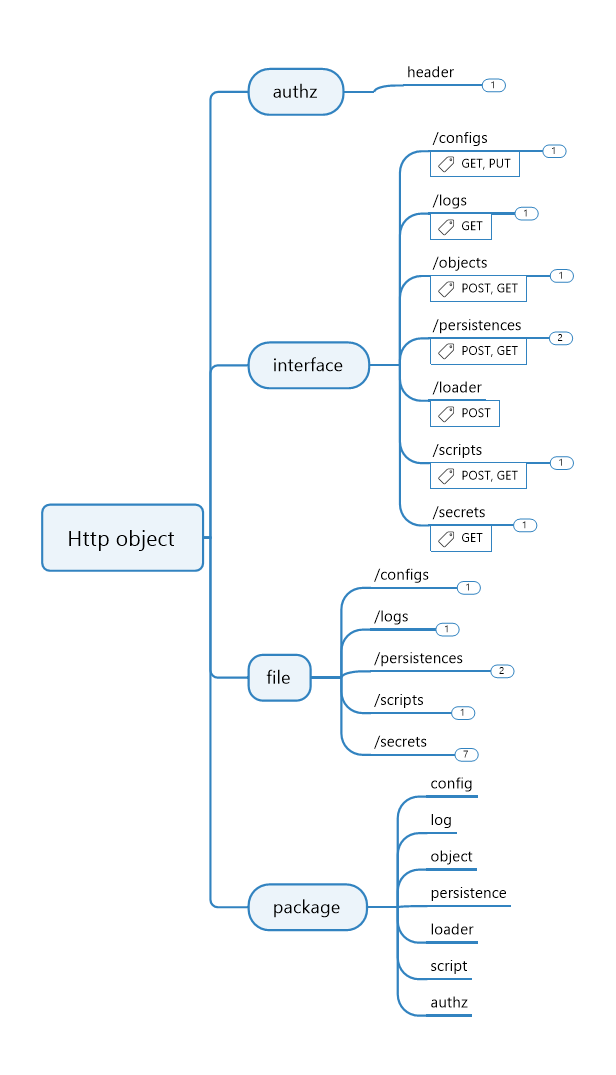 Http object
authz
header
1
interface
/configs
1
GET, PUT
/logs
1
GET
/objects
1
POST, GET
/persistences
2
POST, GET
/loader
POST
/scripts
1
POST, GET
/secrets
1
GET
file
/configs
1
/logs
1
/persistences
2
/scripts
1
/secrets
7
package
config
log
object
persistence
loader
script
authz